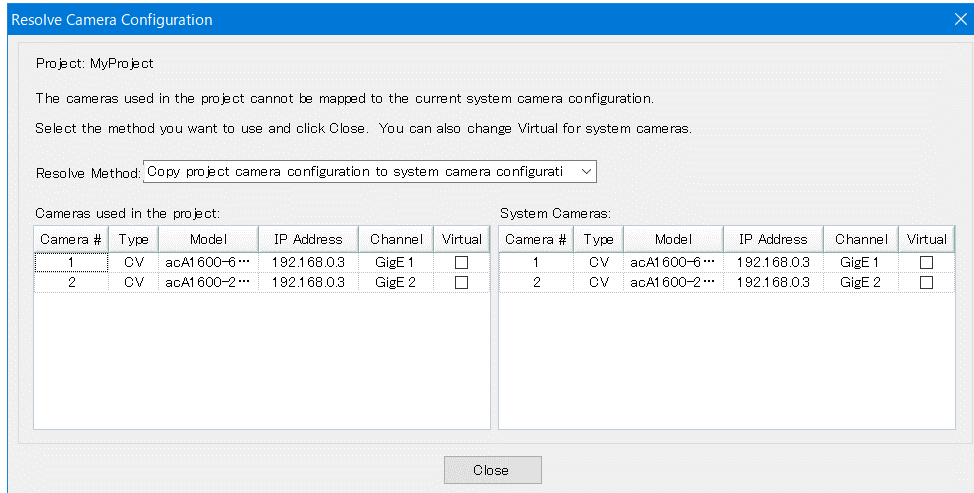 Resolve Camera Configuration
Project: MyProject
The cameras used in the project cannot be mapped to the current system camera configuration.
Select the method you want to use and click Close. You can also change Virtual for system cameras.
Resolve Method: Copy project camera configuration to system camera configurati
Cameras used in the project:
Camera # Type Model IP Address Channel Virtual
1 CV acA1600-6··· 192.168.0.3 GigE 1
2 CV acA1600-2··· 192.168.0.3 GigE 2
System Cameras:
Camera # Type Model IP Address Channel Virtual
1 CV acA1600-6··· 192.168.0.3 GigE 1
2 CV acA1600-2··· 192.168.0.3 GigE 2
Close